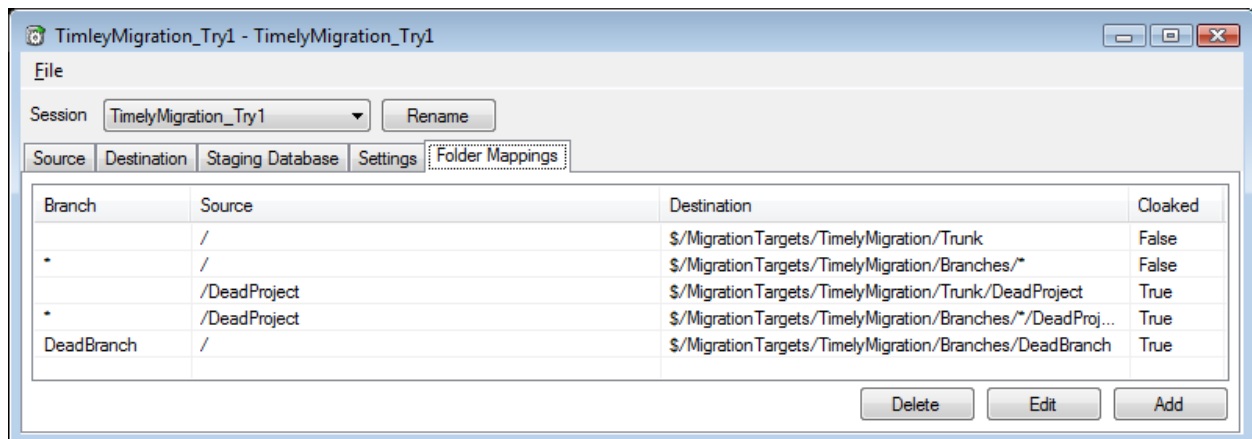 TimleyMigration_Try1 - TimelyMigration_Try1
File
Session TimelyMigration_Try1 Rename
Source Destination Staging Database Settings Folder Mappings
Branch Source Destination Cloaked
/ $/MigrationTargets/TimelyMigration/Trunk False
* / $/MigrationTargets/TimelyMigration/Branches/* False
/DeadProject $/MigrationTargets/TimelyMigration/Trunk/DeadProject True
* /DeadProject $/MigrationTargets/TimelyMigration/Branches/*/DeadProj... True
DeadBranch / $/MigrationTargets/TimelyMigration/Branches/DeadBranch True
Delete Edit Add